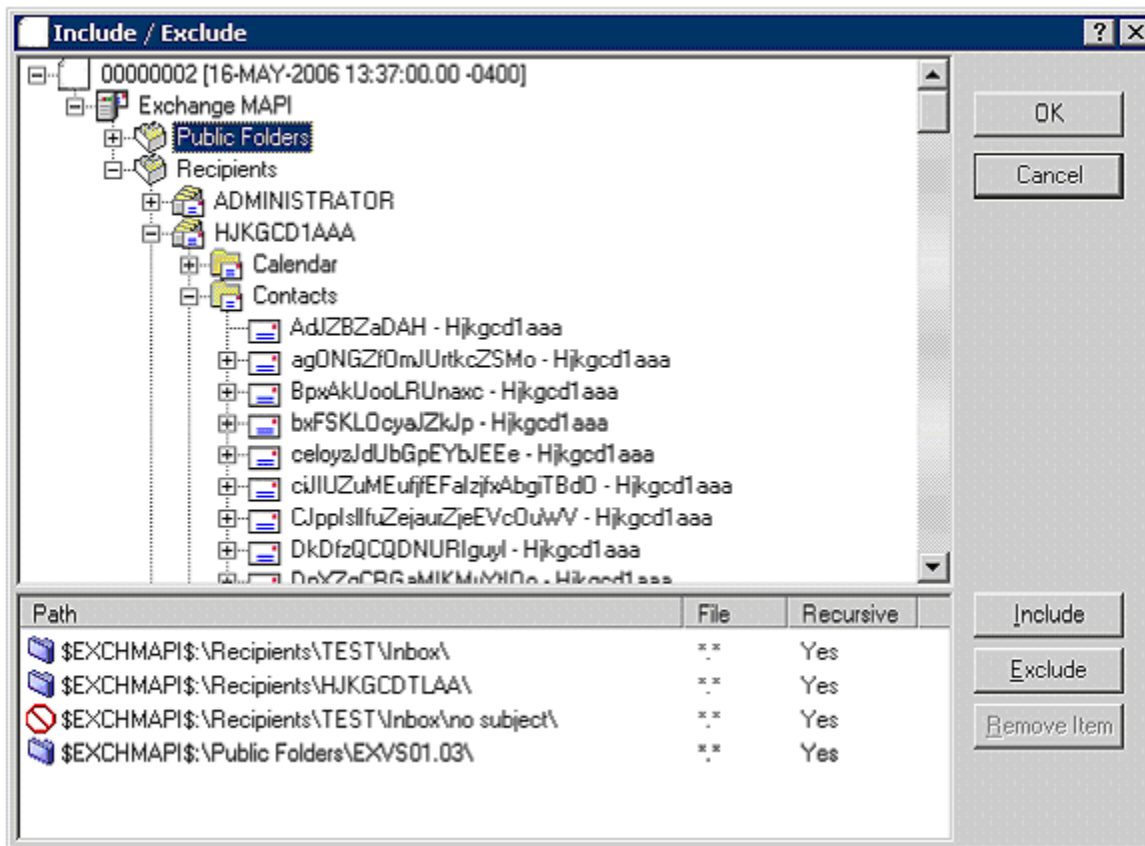 Include / Exclude
00000002 [16-MAY-2006 13:37:00.00 -0400]
Exchange MAPI
Public Folders
Recipients
ADMINISTRATOR
HJKGCD1AAA
Calendar
Contacts
AdJZBZaDAH - Hjkgcd1aaa
agONGZfOmJUrtkcZSMo - Hjkgcd1aaa
BpxAkUooLRUnaxc - Hjkgcd1aaa
bxFSKLOcyaJZkJp - Hjkgcd1aaa
celoyzJdUbGpEYbJEEe - Hjkgcd1aaa
- Hjkgcd1aaa
- Hjkgcd1aaa
DkDfzQCQDNURIguyl - Hjkgcd1aaa
- Hjkgcd1aaa
OK
Cancel
Path File Recursive
$EXCHMAPI$:\Recipients\TEST\Inbox\ *.* Yes
$EXCHMAPI$:\Recipients\HJKGCDTLAA\ *.* Yes
$EXCHMAPI$:\Recipients\TEST\Inbox\no subject\ *.* Yes
$EXCHMAPI$:\Public Folders\EXVS01.03\ *.* Yes
Include
Exclude
Remove Item